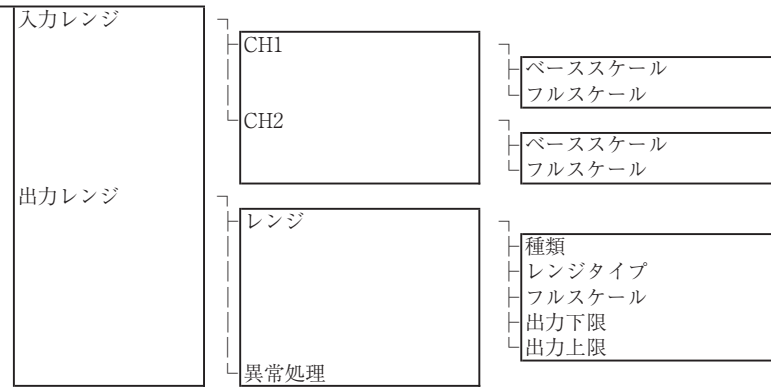 入力レンジ
CH1
ベーススケール
フルスケール
CH2
ベーススケール
フルスケール
出力レンジ
レンジ
種類
レンジタイプ
フルスケール
出力下限
出力上限
異常処理